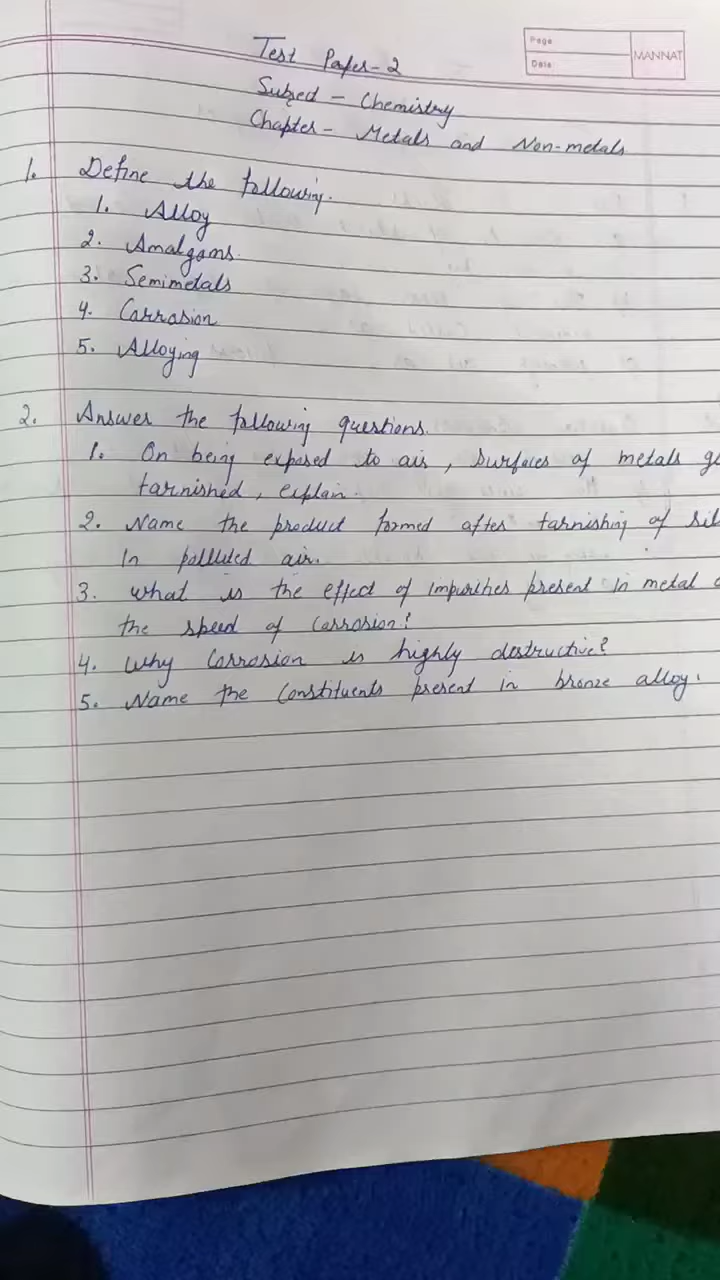 Page
Date
MANNAT
Test Paper-2
Subject - Chemistry
Chapter- Metals and Non-metals
1. Define the following.
1. Alloy
2. Amalgams.
3. Semimetals
4. Corrosion
5. Alloying
2. Answer the following questions.
1. On being exposed to air, surfaces of metals ge
tarnished, explain.
2. Name the product formed after tarnishing of sil
In polluted air.
3. what is the effect of impurities present in metal o
the speed of corrosion?
4. Why Corrosion is highly destructive?
5. Name the Constituents present in bronze alloy.